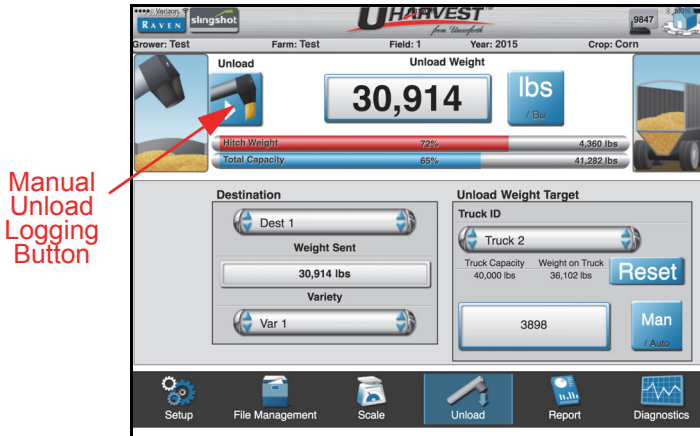 Verizon
RAVEN
slingshot
UHARVEST™
from Unverferth
9847
100%
Grower: Test
Farm: Test
Field: 1
Year: 2015
Crop: Corn
Unload
Unload Weight
30,914
lbs
/ Bu
Hitch Weight 72% 4,360 lbs
Total Capacity 65% 41,282 lbs
Manual
Unload
Logging
Button
Destination
Dest 1
Weight Sent
30,914 lbs
Variety
Var 1
Unload Weight Target
Truck ID
Truck 2
Truck Capacity
40,000 lbs
Weight on Truck
36,102 lbs
Reset
3898
Man
/ Auto
Setup
File Management
Scale
Unload
Report
Diagnostics